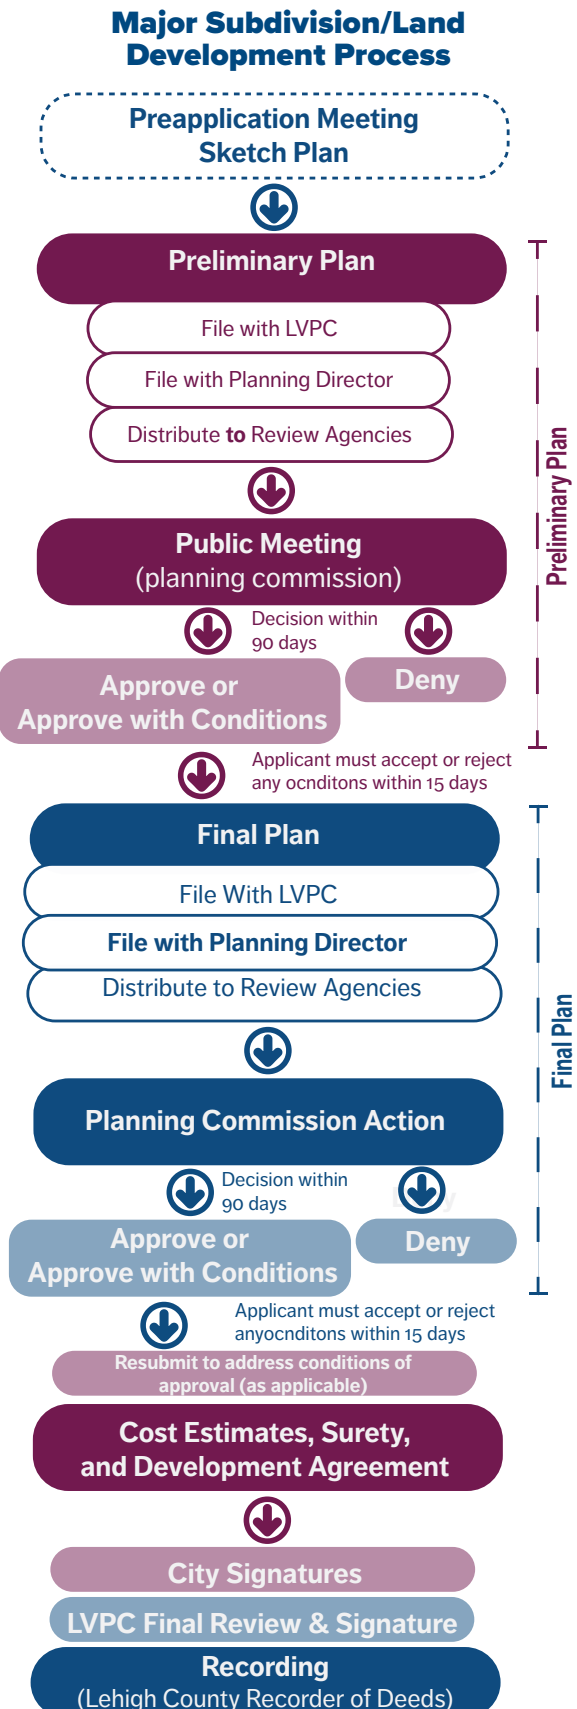 Major Subdivision/Land
Development Process
Preapplication Meeting
Sketch Plan
Preliminary Plan
File with LVPC
File with Planning Director
Distribute to Review Agencies
Preliminary Plan
Public Meeting
(planning commission)
Decision within
90 days
Approve or
Approve with Conditions
Deny
Applicant must accept or reject
any ocnditons within 15 days
Final Plan
File With LVPC
File with Planning Director
Distribute to Review Agencies
Final Plan
Planning Commission Action
Decision within
90 days
Deny
Approve or
Approve with Conditions
Deny
Applicant must accept or reject
anyocnditons within 15 days
Resubmit to address conditions of
approval (as applicable)
Cost Estimates, Surety,
and Development Agreement
City Signatures
LVPC Final Review & Signature
Recording
(Lehigh County Recorder of Deeds)